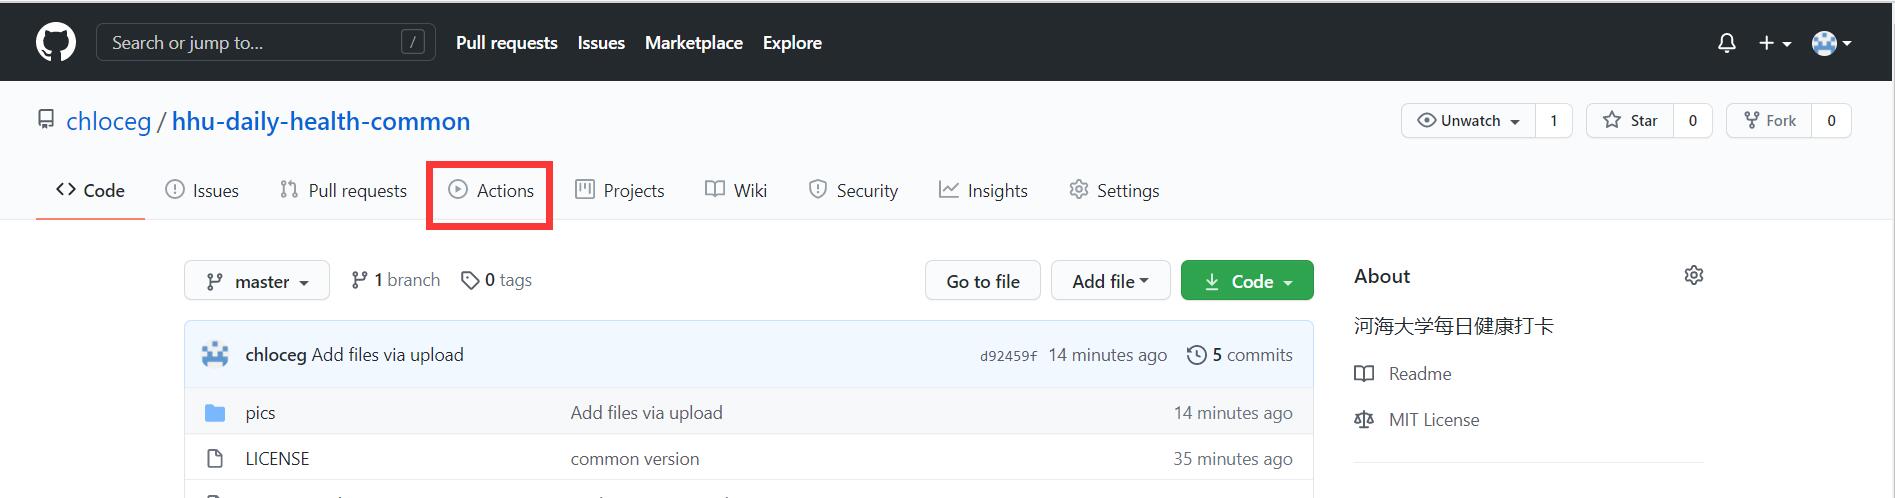 Search or jump to... / Pull requests Issues Marketplace Explore
chloceg / hhu-daily-health-common Unwatch 1 Star 0 Fork 0
Code Issues Pull requests Actions Projects Wiki Security Insights Settings
master 1 branch 0 tags Go to file Add file Code About
河海大学每日健康打卡
chloceg Add files via upload d92459f 14 minutes ago 5 commits
Readme
pics Add files via upload 14 minutes ago
MIT License
LICENSE common version 35 minutes ago